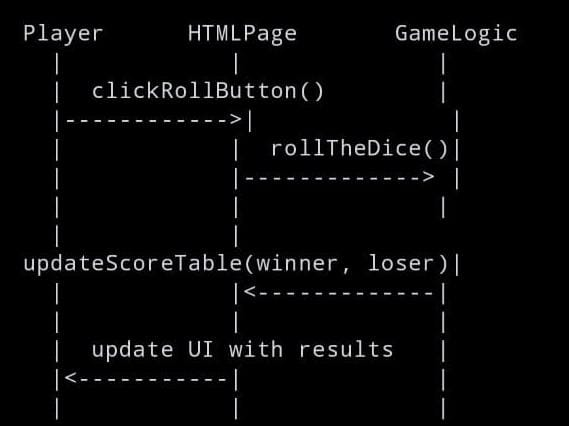 Player       HTMLPage        GameLogic
   |              |                |
   |  clickRollButton()         |
   |------------>|                |
   |              |  rollTheDice()|
   |              |-------------> |
   |              |                |
   |              |
updateScoreTable(winner, loser)|
   |              |<-------------|
   |              |                |
   |  update UI with results    |
   |<-----------|                |
   |              |                |